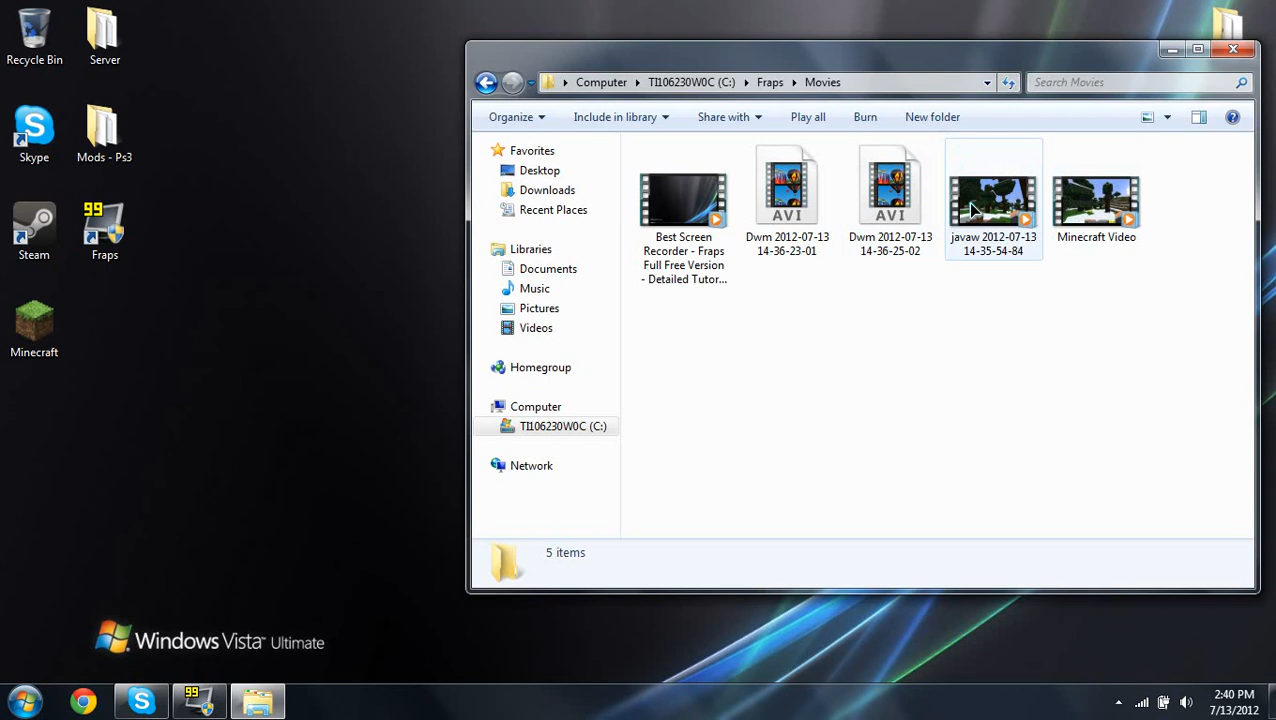 Recycle Bin
Server
Skype
Mods - Ps3
Steam
99
Fraps
Minecraft
Computer
TI106230W0C (C:)
Fraps
Movies
Search Movies
Organize
Include in library
Share with
Play all
Burn
New folder
Favorites
Desktop
Downloads
Recent Places
Libraries
Documents
Music
Pictures
Videos
Homegroup
Computer
TI106230W0C (C:)
Network
Best Screen
Recorder - Fraps
Full Free Version
- Detailed Tutor...
AVI
Dwm 2012-07-13
14-36-23-01
AVI
Dwm 2012-07-13
14-36-25-02
javaw 2012-07-13
14-35-54-84
Minecraft Video
5 items
Windows Vista™ Ultimate
99
2:40 PM
7/13/2012